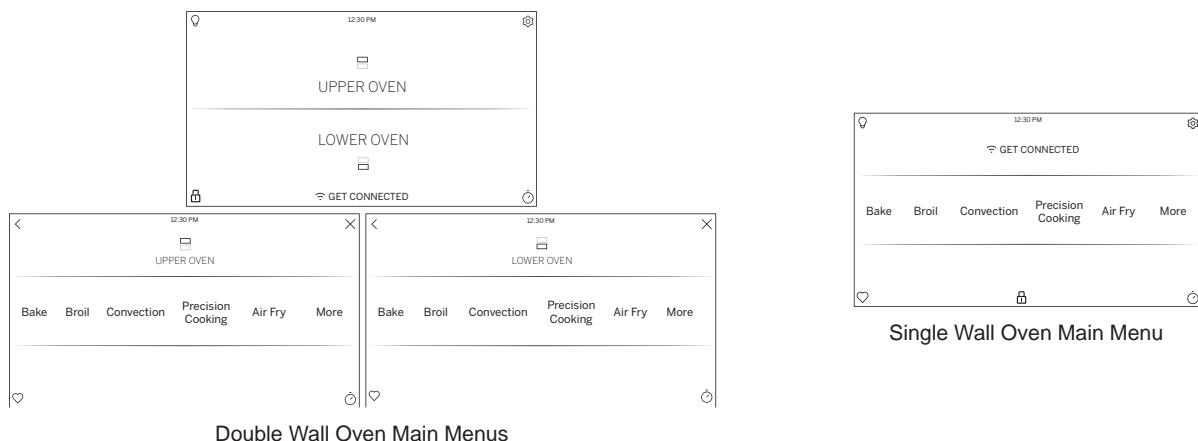 12:30 PM
UPPER OVEN
LOWER OVEN
GET CONNECTED
12:30 PM
UPPER OVEN
Bake Broil Convection Precision Cooking Air Fry More
12:30 PM
LOWER OVEN
Bake Broil Convection Precision Cooking Air Fry More
Double Wall Oven Main Menus
12:30 PM
GET CONNECTED
Bake Broil Convection Precision Cooking Air Fry More
Single Wall Oven Main Menu